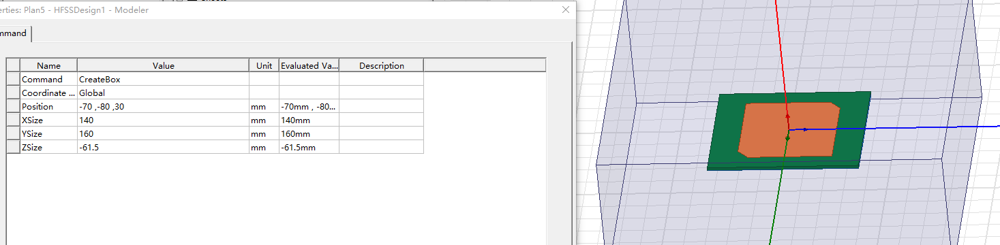 erties: Plan5 - HFSSDesign1 - Modeler
mmand
Name Value Unit Evaluated Va... Description
Command CreateBox
Coordinate ... Global
Position -70 ,-80 ,30 mm -70mm , -80...
XSize 140 mm 140mm
YSize 160 mm 160mm
ZSize -61.5 mm -61.5mm